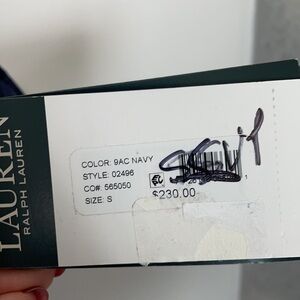 LAUREN
RALPH LAUREN
COLOR: 9AC NAVY
STYLE: 02496
CO#: 565050
SIZE: S
$230.00